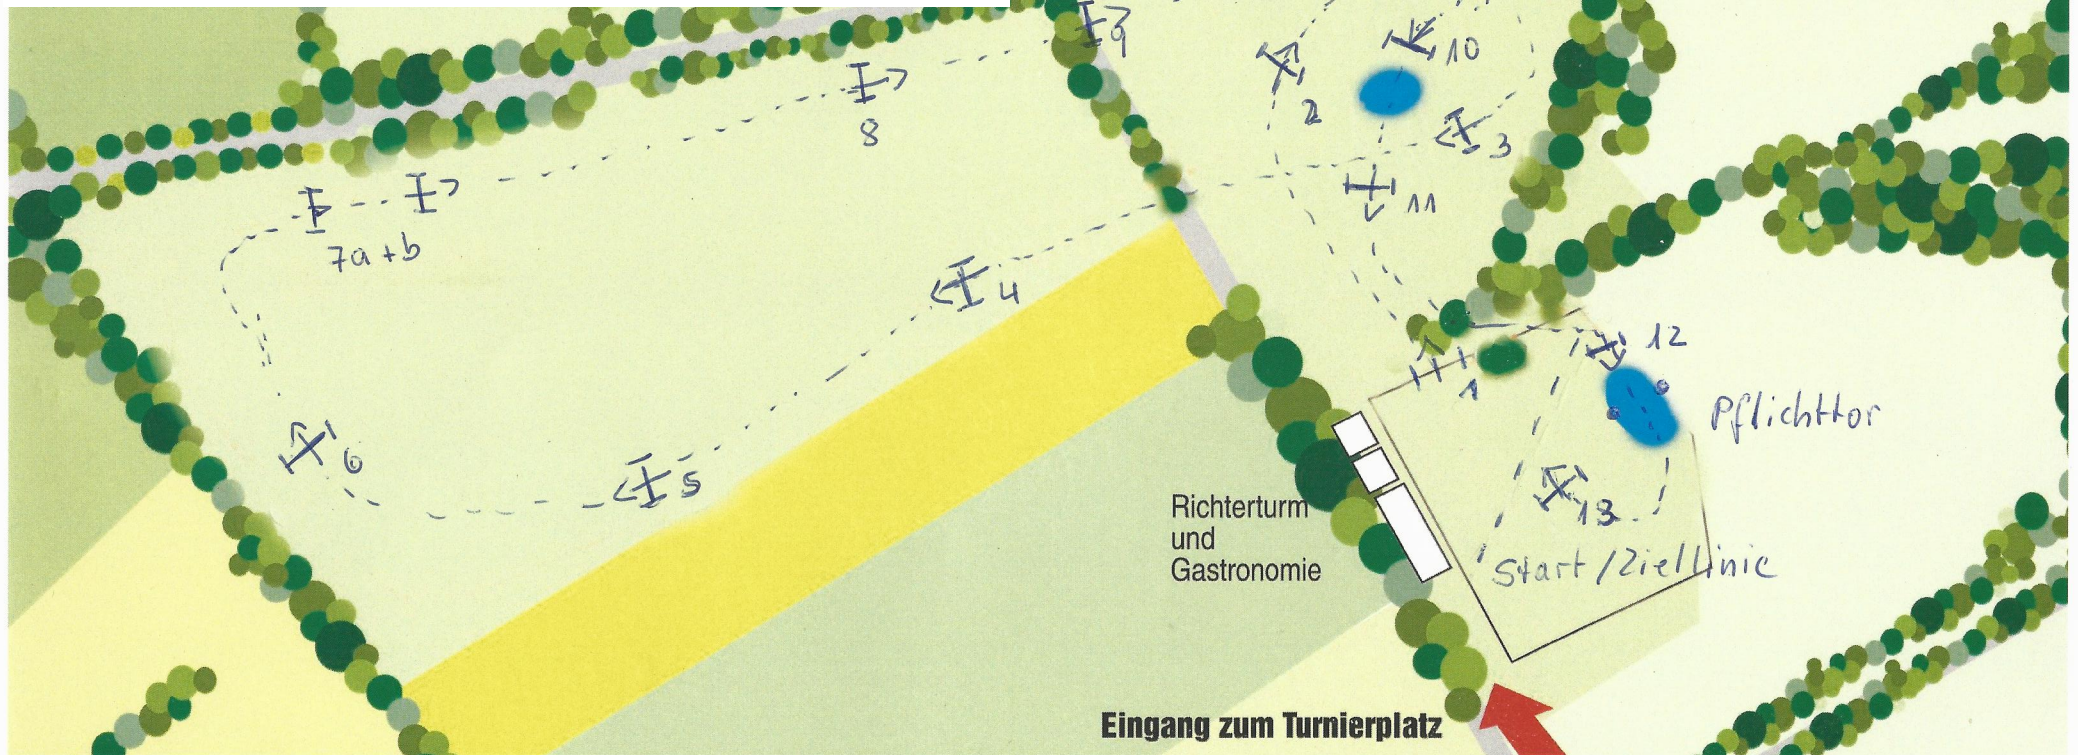 9
10
2
8
3
11
7a+b
4
12
1
Pflichttor
6
5
13
Richterturm
und
Gastronomie
Start/Ziellinie
Eingang zum Turnierplatz